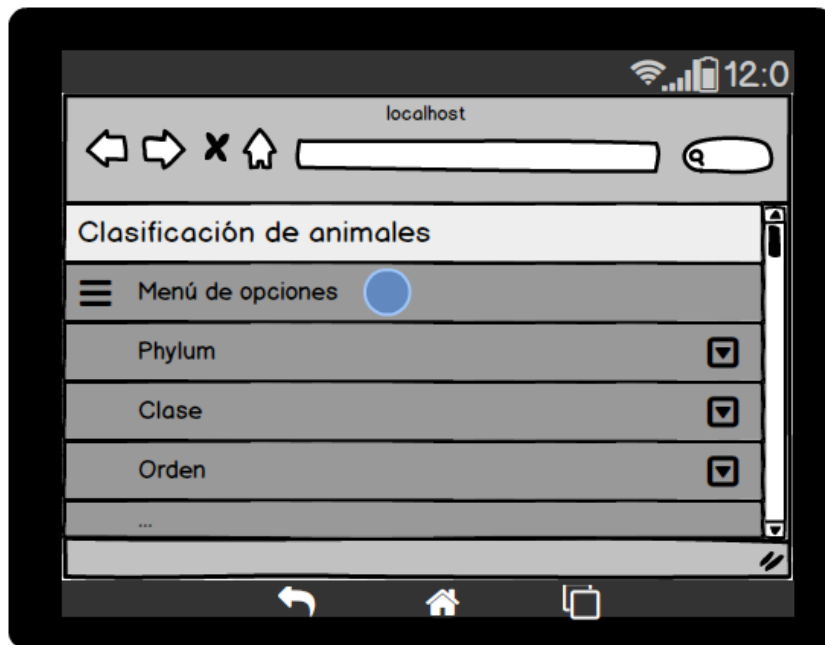 12:0
localhost
Clasificación de animales
Menú de opciones
Phylum
Clase
Orden
...